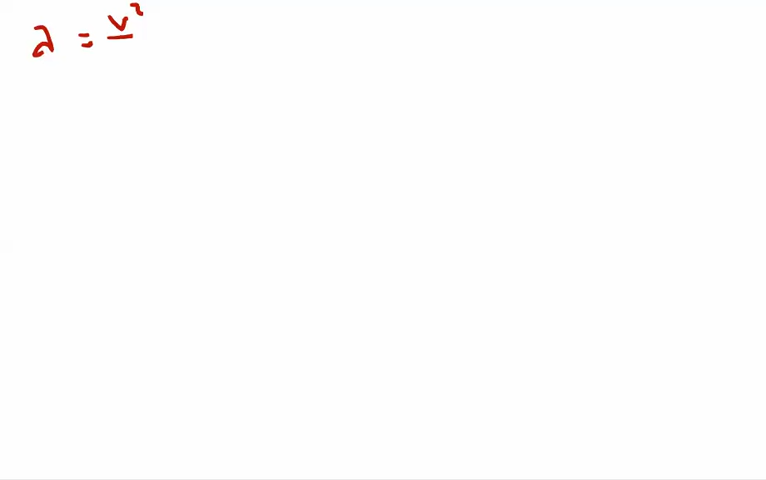 a = v²/